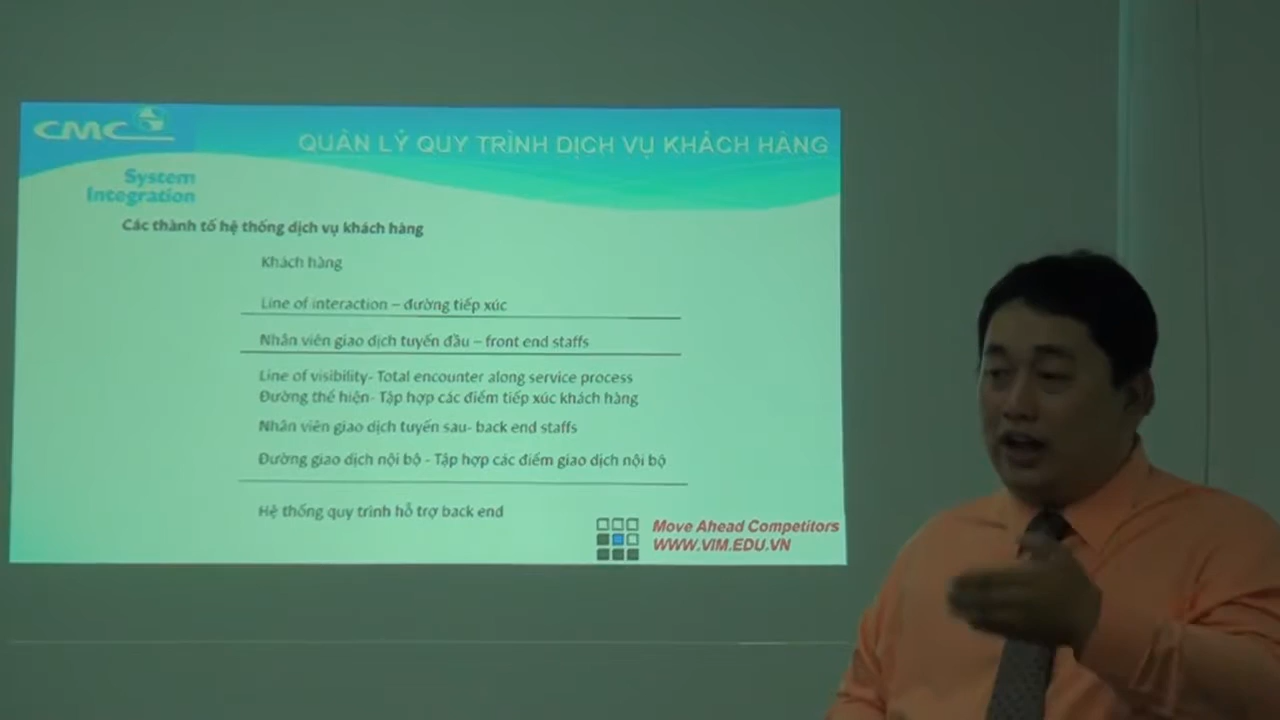 CMC
QUẢN LÝ QUY TRÌNH DỊCH VỤ KHÁCH HÀNG
System
Integration
Các thành tố hệ thống dịch vụ khách hàng
Khách hàng
Line of interaction – đường tiếp xúc
Nhân viên giao dịch tuyến đầu – front end staffs
Line of visibility- Total encounter along service process
Đường thể hiện- Tập hợp các điểm tiếp xúc khách hàng
Nhân viên giao dịch tuyến sau- back end staffs
Đường giao dịch nội bộ - Tập hợp các điểm giao dịch nội bộ
Hệ thống quy trình hỗ trợ back end
Move Ahead Competitors
WWW.VIM.EDU.VN